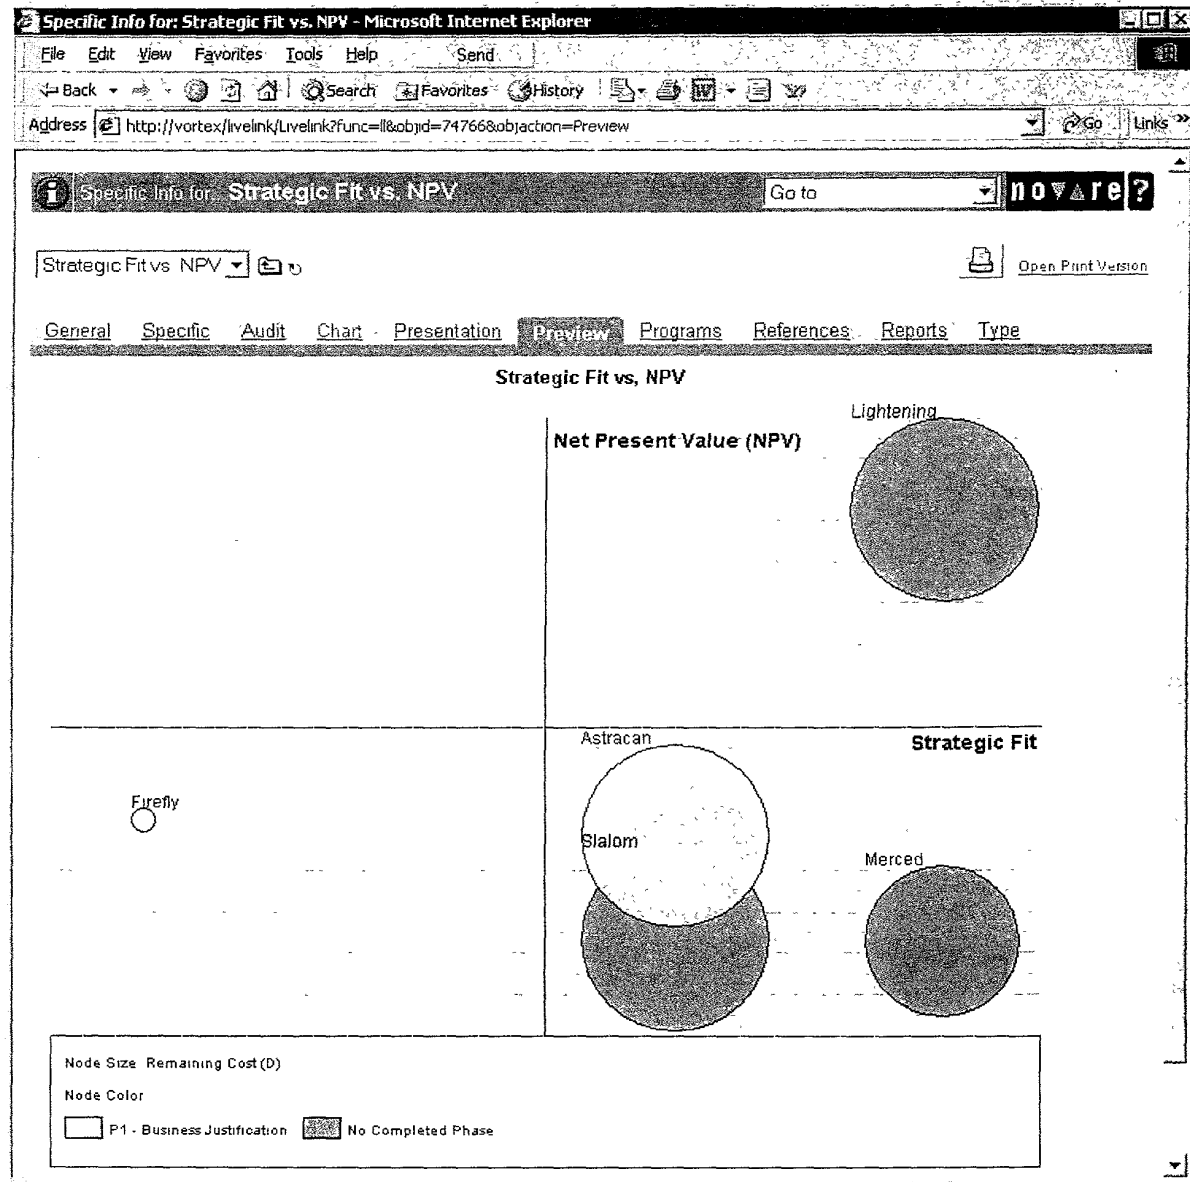 Specific Info for: Strategic Fit vs. NPV - Microsoft Internet Explorer
File Edit View Favorites Tools Help Send
Back Search Favorites History
Address http://vortex/livelink/Livelink?func=ll&objid=74766&objaction=Preview Go Links »
Specific Info for: Strategic Fit vs. NPV Go to novare ?
Strategic Fit vs NPV Open Print Version
General Specific Audit Chart Presentation Preview Programs References Reports Type
Strategic Fit vs, NPV
Lightening
Net Present Value (NPV)
Astracan
Strategic Fit
Firefly
Slalom
Merced
Node Size Remaining Cost (D)
Node Color
P1 - Business Justification No Completed Phase